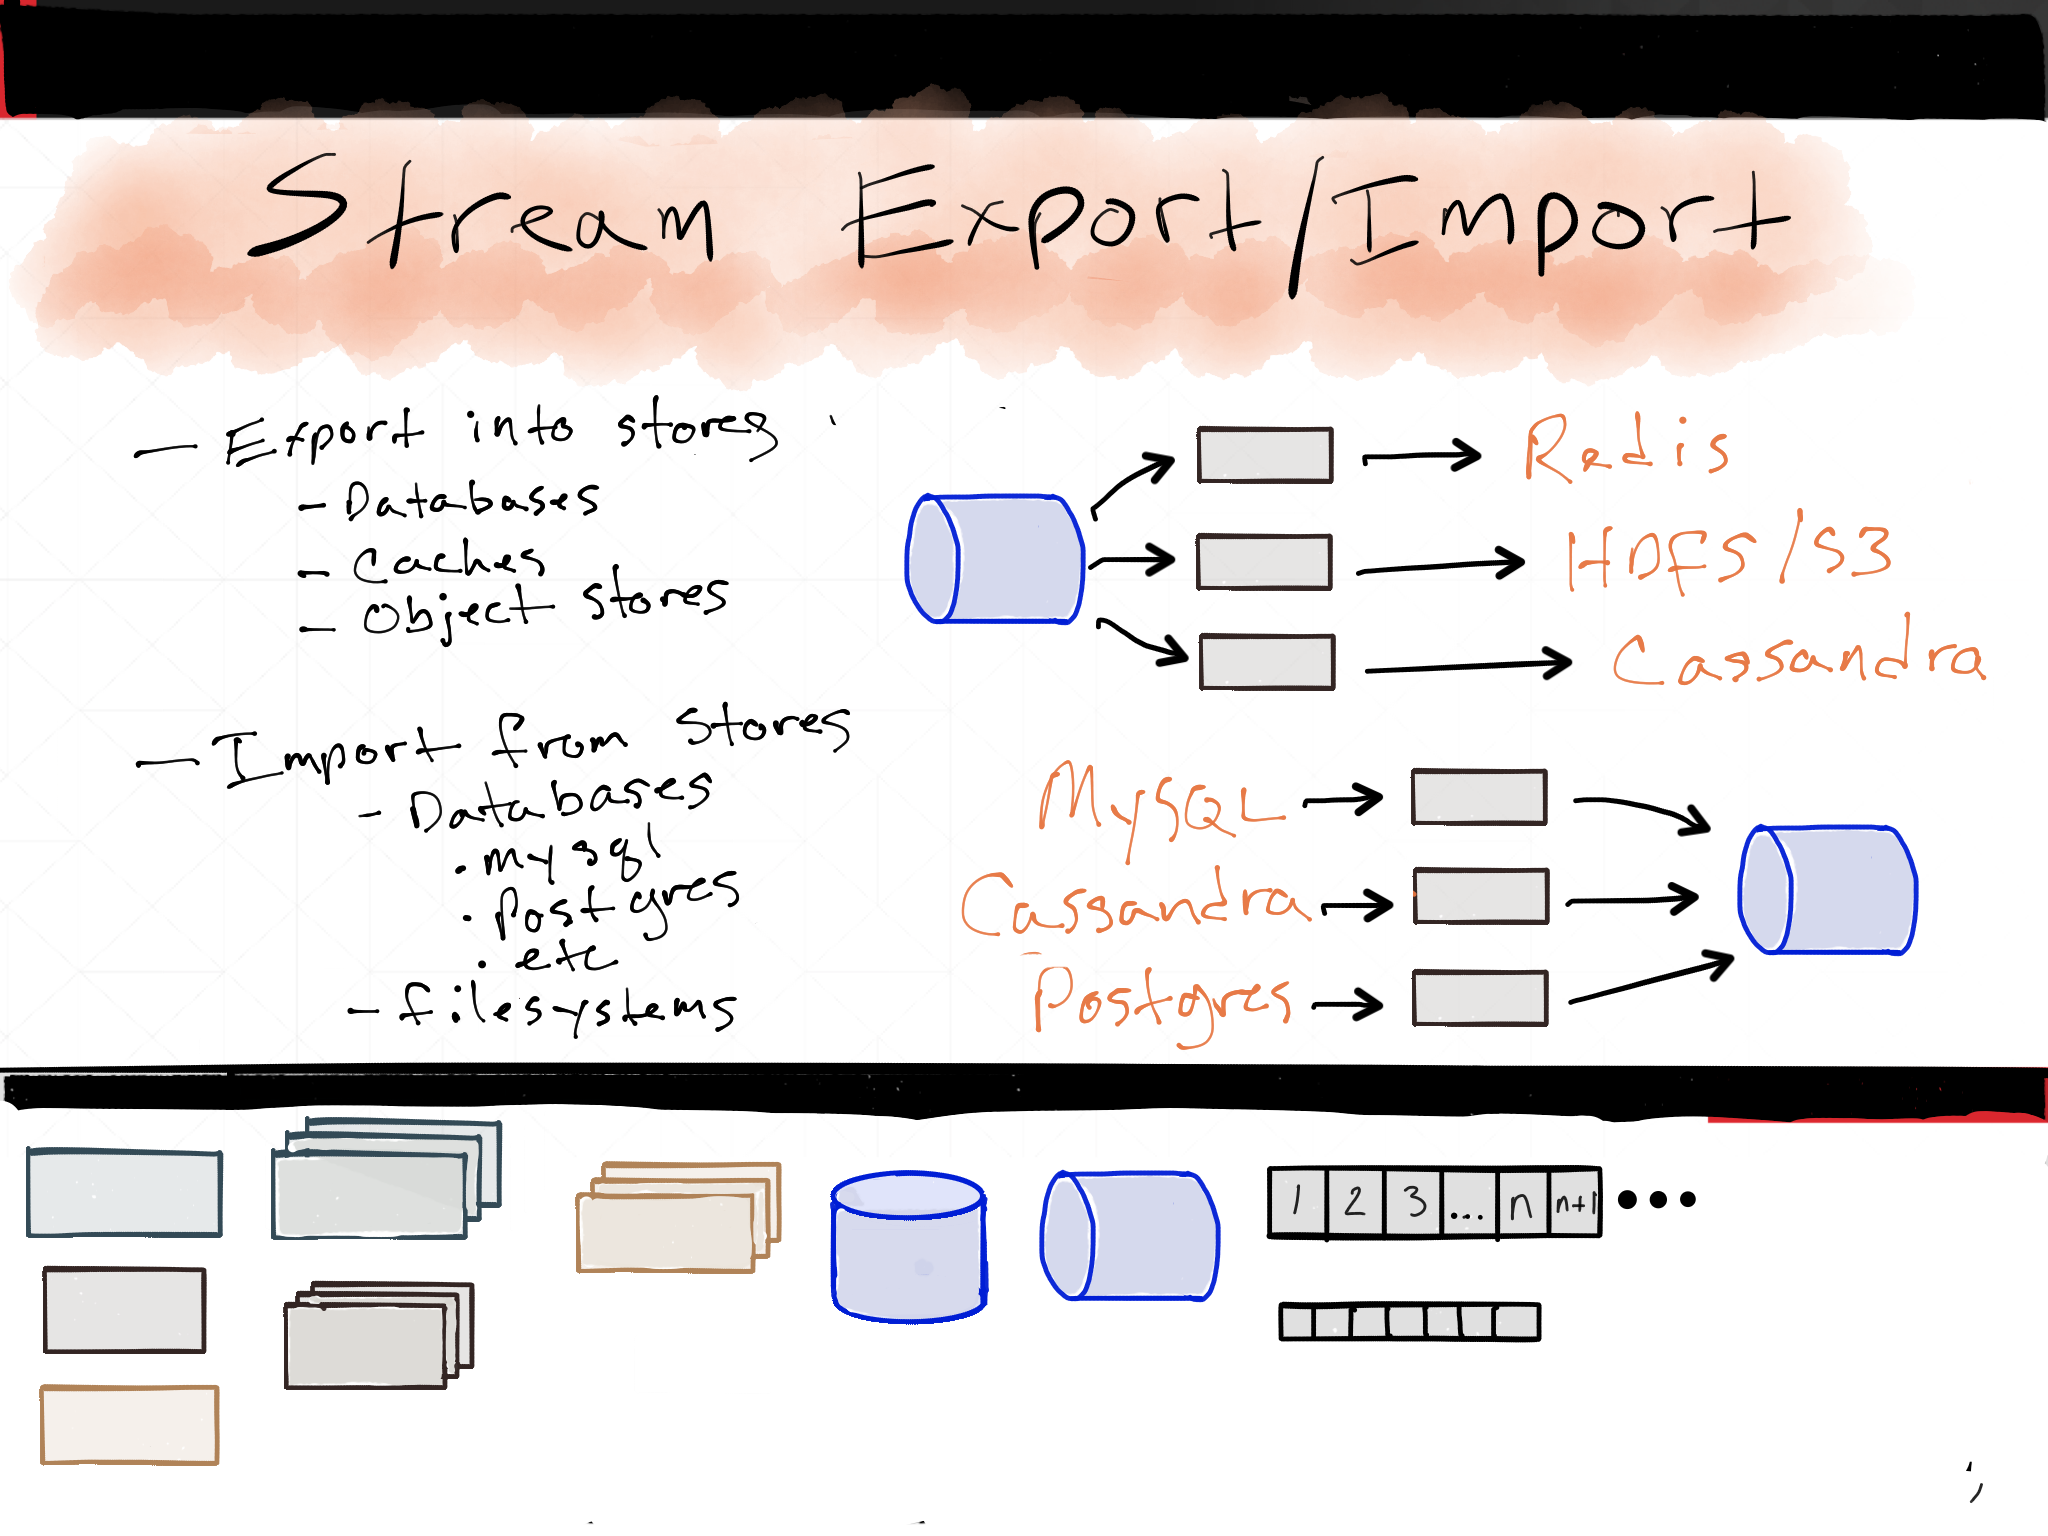 Stream Export/Import
- Export into stores
- Databases
- Caches
- Object stores
- Import from stores
- Databases
. mysql
. Postgres
. etc
- filesystems
Redis
HDFS/S3
Cassandra
MySQL
Cassandra
Postgres
1 2 3 ... n n+1 •••